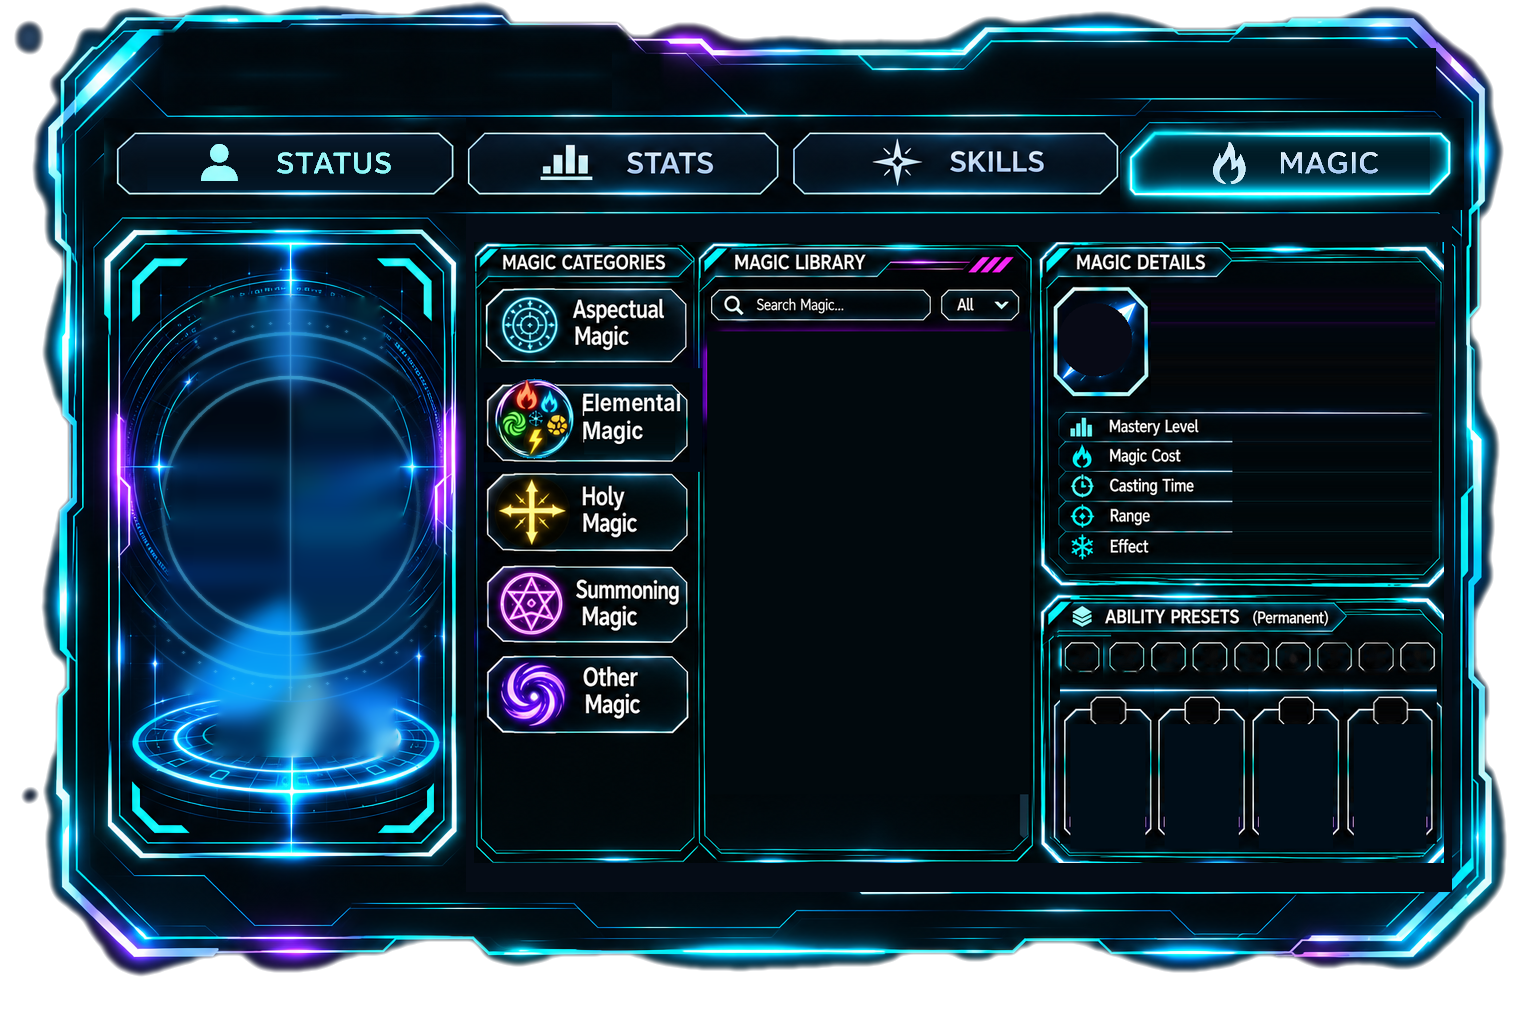 STATUS
STATS
SKILLS
MAGIC
MAGIC CATEGORIES
Aspectual
Magic
Elemental
Magic
Holy
Magic
Summoning
Magic
Other
Magic
MAGIC LIBRARY
Search Magic...
All
MAGIC DETAILS
Mastery Level
Magic Cost
Casting Time
Range
Effect
ABILITY PRESETS (Permanent)